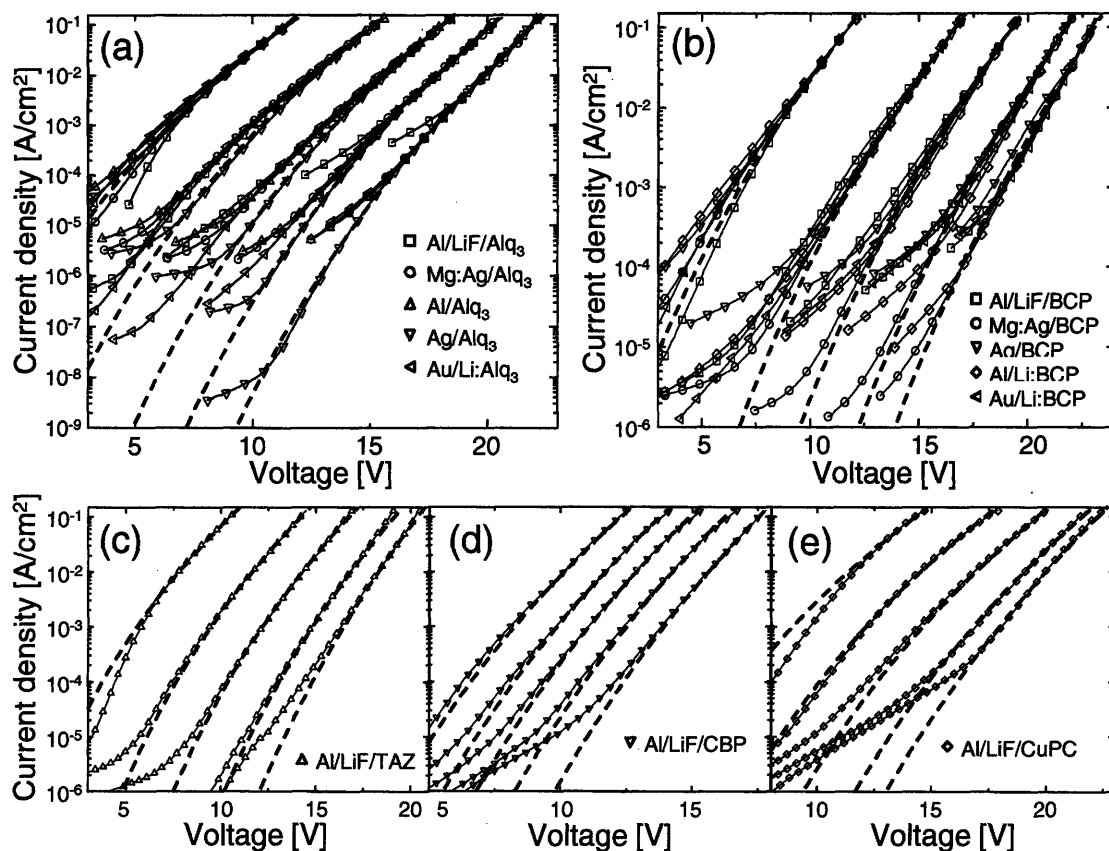 (a)
Current density [A/cm²]
10⁻¹
10⁻²
10⁻³
10⁻⁴
10⁻⁵
10⁻⁶
10⁻⁷
10⁻⁸
10⁻⁹
Al/LiF/Alq₃
Mg:Ag/Alq₃
Al/Alq₃
Ag/Alq₃
Au/Li:Alq₃
5 10 15 20
Voltage [V]
(b)
Current density [A/cm²]
10⁻¹
10⁻²
10⁻³
10⁻⁴
10⁻⁵
10⁻⁶
Al/LiF/BCP
Mg:Ag/BCP
Ag/BCP
Al/Li:BCP
Au/Li:BCP
5 10 15 20
Voltage [V]
(c)
Current density [A/cm²]
10⁻¹
10⁻²
10⁻³
10⁻⁴
10⁻⁵
10⁻⁶
Al/LiF/TAZ
5 10 15 20
Voltage [V]
(d)
Al/LiF/CBP
5 10 15
Voltage [V]
(e)
Al/LiF/CuPC
10 15 20
Voltage [V]